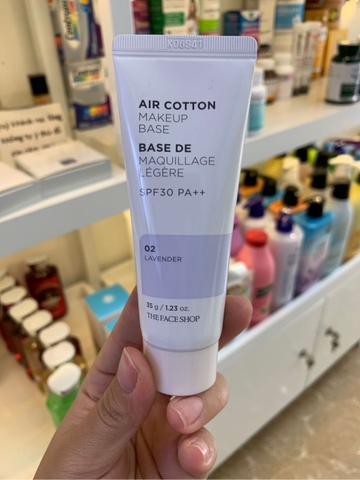 K08S41
AIR COTTON
MAKEUP
BASE
BASE DE
MAQUILLAGE
LÉGÈRE
SPF30 PA++
02
LAVENDER
35 g / 1.23 oz.
THE FACE SHOP